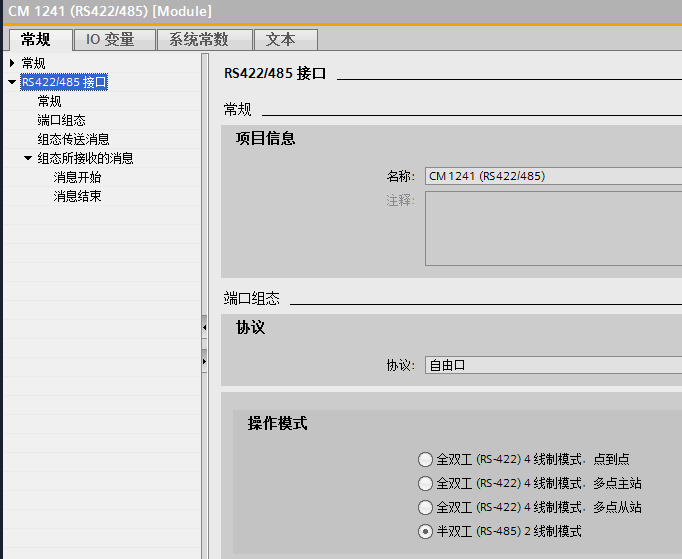 CM 1241 (RS422/485) [Module]
常规 IO 变量 系统常数 文本
常规
RS422/485 接口
常规
端口组态
组态传送消息
组态所接收的消息
消息开始
消息结束
RS422/485 接口
常规
项目信息
名称: CM 1241 (RS422/485)
注释:
端口组态
协议
协议: 自由口
操作模式
全双工 (RS-422) 4 线制模式，点到点
全双工 (RS-422) 4 线制模式，多点主站
全双工 (RS-422) 4 线制模式，多点从站
半双工 (RS-485) 2 线制模式